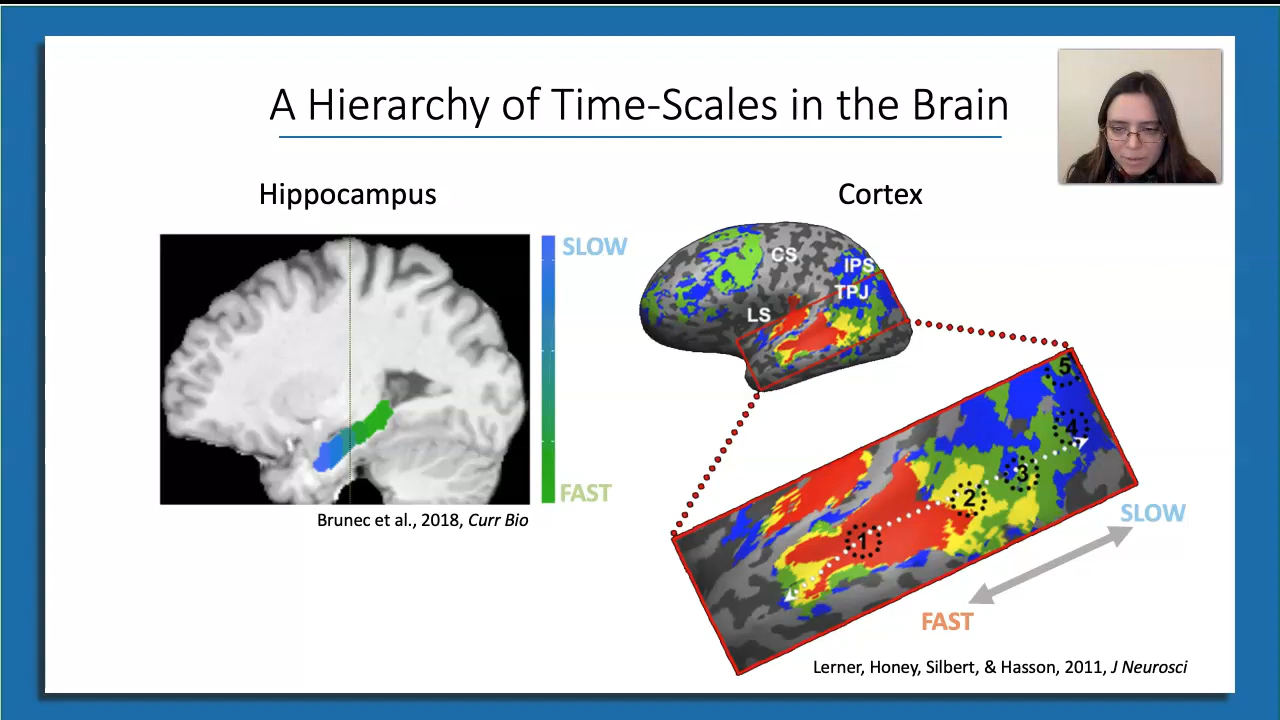 A Hierarchy of Time-Scales in the Brain
Hippocampus
Cortex
SLOW
FAST
Brunec et al., 2018, Curr Bio
CS
IPS
TPJ
LS
5
4
3
2
1
SLOW
FAST
Lerner, Honey, Silbert, & Hasson, 2011, J Neurosci